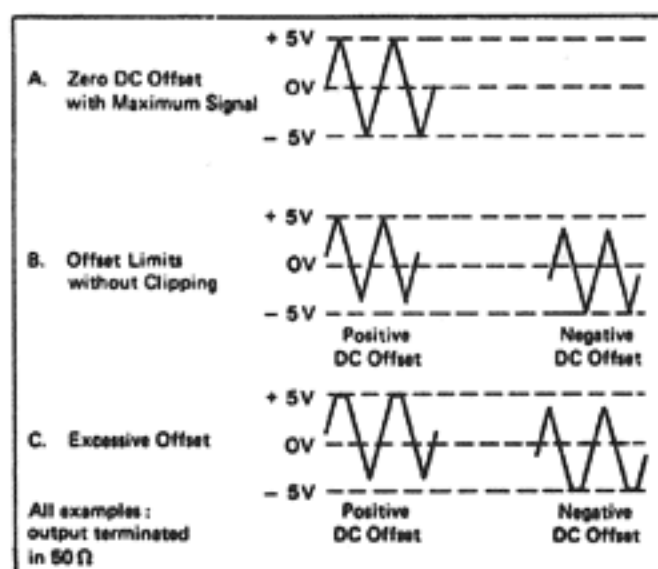 + 5V
A. Zero DC Offset
with Maximum Signal
0V
− 5V
+ 5V
B. Offset Limits
without Clipping
0V
− 5V
Positive
DC Offset
Negative
DC Offset
+ 5V
C. Excessive Offset
0V
− 5V
All examples:
output terminated
in 50Ω
Positive
DC Offset
Negative
DC Offset